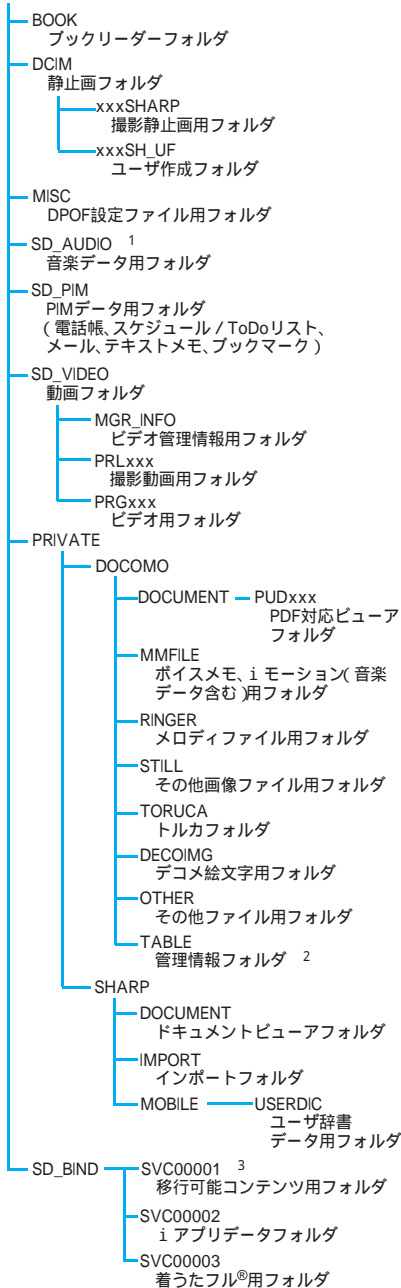 BOOK
ブックリーダーフォルダ
DCIM
静止画フォルダ
xxxSHARP
撮影静止画用フォルダ
xxxSH_UF
ユーザ作成フォルダ
MISC
DPOF設定ファイル用フォルダ
SD_AUDIO 1
音楽データ用フォルダ
SD_PIM
PIMデータ用フォルダ
(電話帳、スケジュール/ToDoリスト、
メール、テキストメモ、ブックマーク)
SD_VIDEO
動画フォルダ
MGR_INFO
ビデオ管理情報用フォルダ
PRLxxx
撮影動画用フォルダ
PRGxxx
ビデオ用フォルダ
PRIVATE
DOCOMO
DOCUMENT PUDxxx
PDF対応ビューア
フォルダ
MMFILE
ボイスメモ、iモーション(音楽
データ含む)用フォルダ
RINGER
メロディファイル用フォルダ
STILL
その他画像ファイル用フォルダ
TORUCA
トルカフォルダ
DECOIMG
デコメ絵文字用フォルダ
OTHER
その他ファイル用フォルダ
TABLE
管理情報フォルダ 2
SHARP
DOCUMENT
ドキュメントビューアフォルダ
IMPORT
インポートフォルダ
MOBILE USERDIC
ユーザ辞書
データ用フォルダ
SD_BIND SVC00001 3
移行可能コンテンツ用フォルダ
SVC00002
iアプリデータフォルダ
SVC00003
着うたフル®用フォルダ